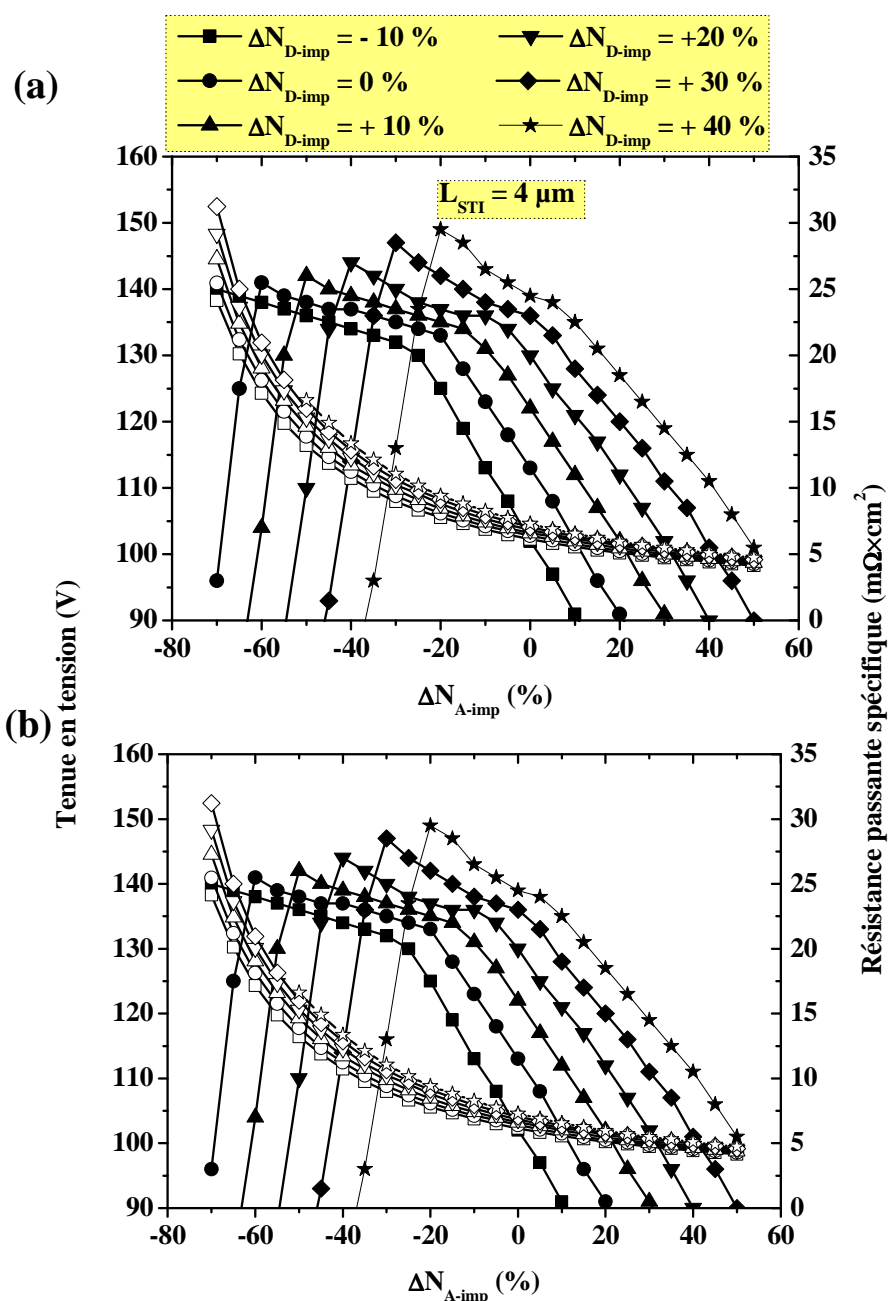 ΔN_D-imp = - 10 % ΔN_D-imp = +20 %
(a) ΔN_D-imp = 0 % ΔN_D-imp = + 30 %
ΔN_D-imp = + 10 % ΔN_D-imp = + 40 %
L_STI = 4 µm
160
150
140
130
120
110
100
90
35
30
25
20
15
10
5
0
-80 -60 -40 -20 0 20 40 60
ΔN_A-imp (%)
Tenue en tension (V)
Résistance passante spécifique (mΩ×cm²)
(b)
160
150
140
130
120
110
100
90
35
30
25
20
15
10
5
0
-80 -60 -40 -20 0 20 40 60
ΔN_A-imp (%)